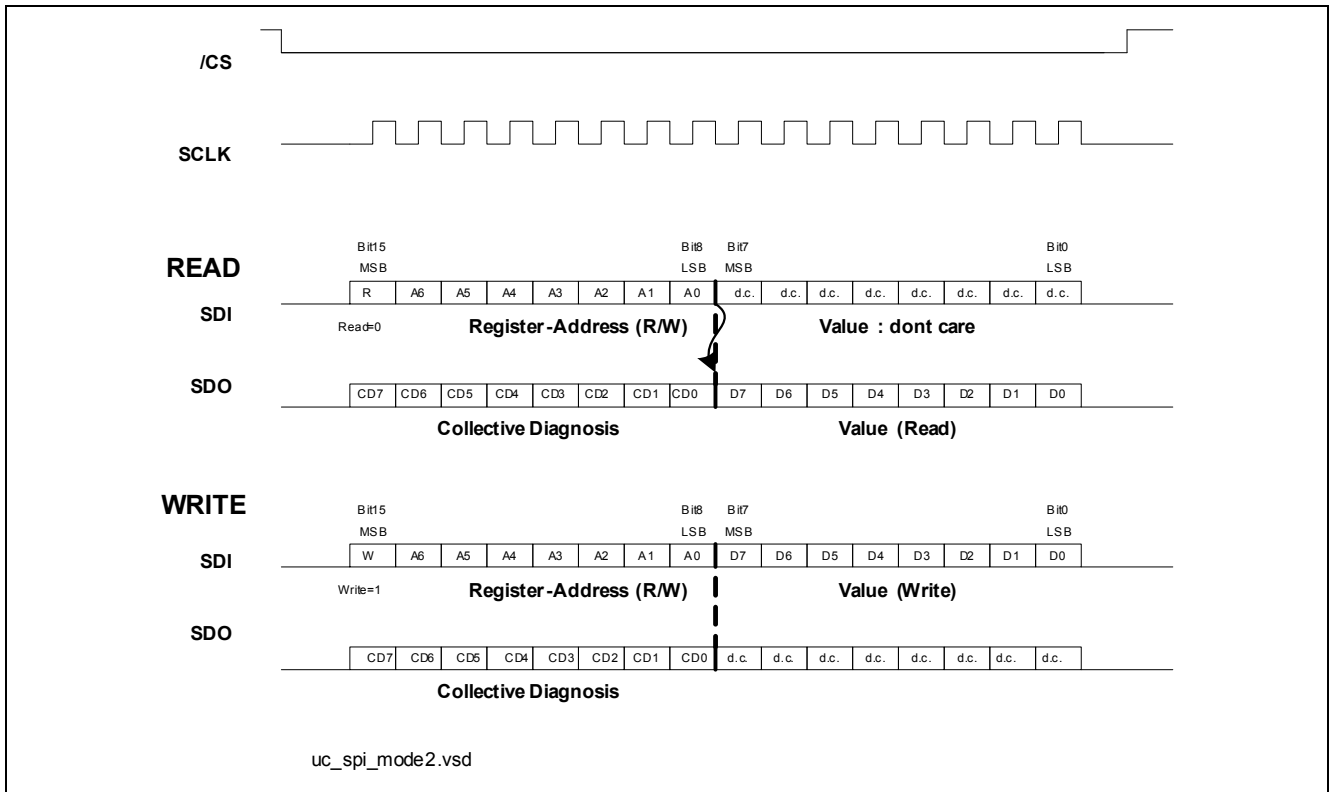 /CS
SCLK
Bit15 Bit8 Bit7 Bit0
READ MSB LSB MSB LSB
R A6 A5 A4 A3 A2 A1 A0 d.c. d.c. d.c. d.c. d.c. d.c. d.c. d.c.
SDI
Read=0 Register-Address (R/W) Value : dont care
SDO
CD7 CD6 CD5 CD4 CD3 CD2 CD1 CD0 D7 D6 D5 D4 D3 D2 D1 D0
Collective Diagnosis Value (Read)
WRITE Bit15 Bit8 Bit7 Bit0
MSB LSB MSB LSB
SDI W A6 A5 A4 A3 A2 A1 A0 D7 D6 D5 D4 D3 D2 D1 D0
Write=1 Register-Address (R/W) Value (Write)
SDO
CD7 CD6 CD5 CD4 CD3 CD2 CD1 CD0 d.c. d.c. d.c. d.c. d.c. d.c. d.c. d.c.
Collective Diagnosis
uc_spi_mode2.vsd